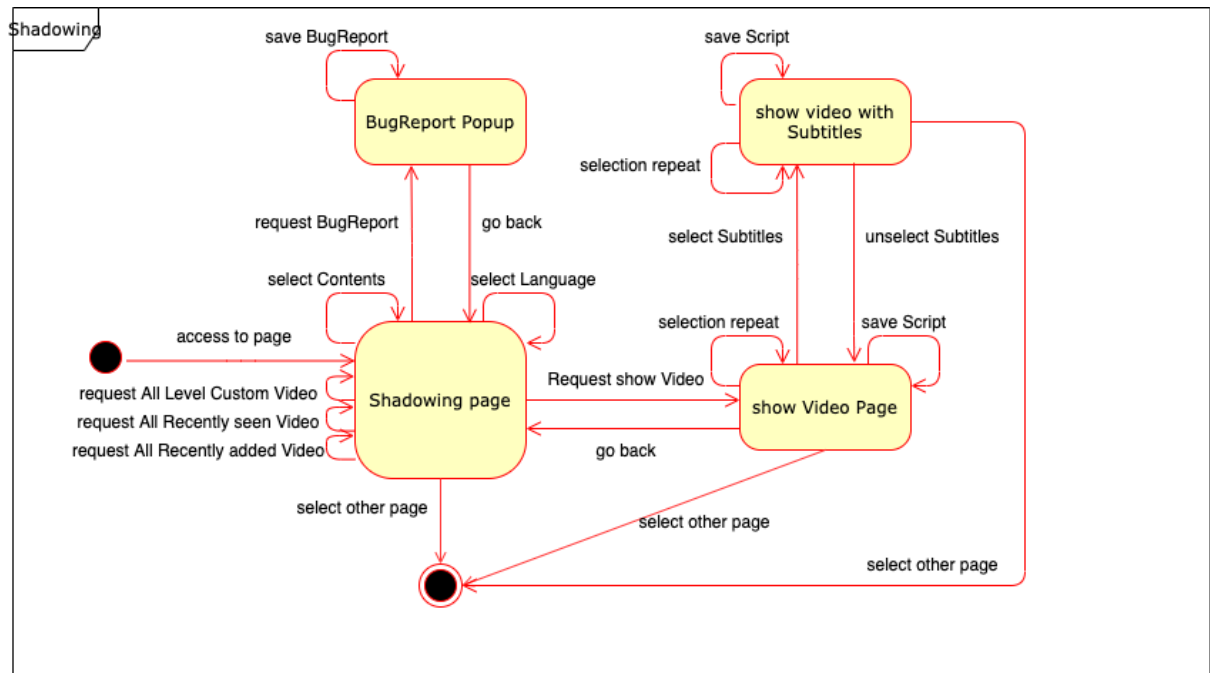 Shadowing
save BugReport
save Script
BugReport Popup
show video with
Subtitles
selection repeat
request BugReport
go back
select Subtitles
unselect Subtitles
select Contents
select Language
access to page
selection repeat
save Script
request All Level Custom Video
Shadowing page
Request show Video
show Video Page
request All Recently seen Video
request All Recently added Video
go back
select other page
select other page
select other page